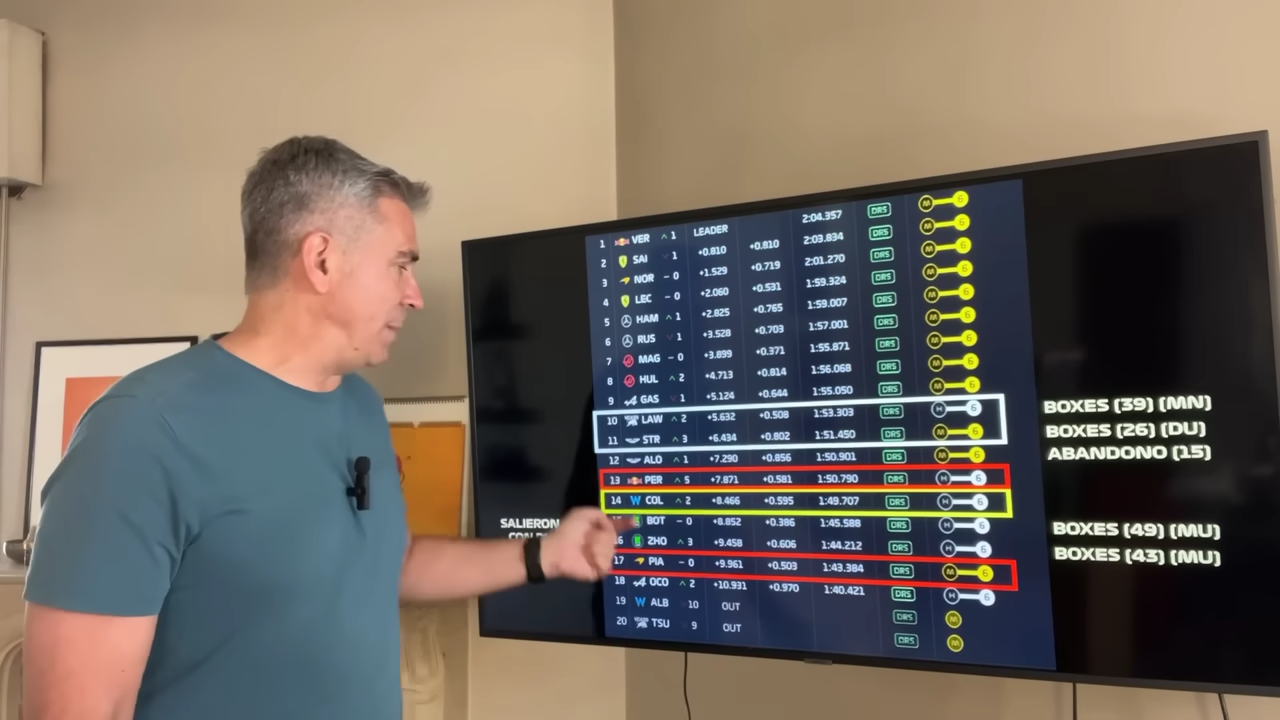 1 VER ^ 1 LEADER 2:04.357 DRS M 6
2 SAI 1 +0.810 +0.810 2:03.834 DRS M 6
3 NOR - 0 +1.529 +0.719 2:01.270 DRS M 6
4 LEC - 0 +2.060 +0.531 1:59.324 DRS M 6
5 HAM ^ 1 +2.825 +0.765 1:59.007 DRS M 6
6 RUS 1 +3.528 +0.703 1:57.001 DRS M 6
7 MAG - 0 +3.899 +0.371 1:55.871 DRS M 6
8 HUL ^ 2 +4.713 +0.814 1:56.068 DRS M 6
9 GAS 1 +5.124 +0.644 1:55.050 DRS M 6
10 LAW ^ 2 +5.632 +0.508 1:53.303 DRS H 6 BOXES (39) (MN)
11 STR ^ 3 +6.434 +0.802 1:51.450 DRS M 6 BOXES (26) (DU)
12 ALO ^ 1 +7.290 +0.856 1:50.901 DRS M 6 ABANDONO (15)
13 PER ^ 5 +7.871 +0.581 1:50.790 DRS H 6
14 COL ^ 2 +8.466 +0.595 1:49.707 DRS H 6
SALIERON BOT - 0 +8.852 +0.386 1:45.588 DRS H 6 BOXES (49) (MU)
ZHO ^ 3 +9.458 +0.606 1:44.212 DRS H 6 BOXES (43) (MU)
17 PIA - 0 +9.961 +0.503 1:43.384 DRS M 6
18 OCO ^ 2 +10.931 +0.970 1:40.421 DRS H 6
19 ALB 10 OUT DRS M
20 TSU 9 OUT DRS M